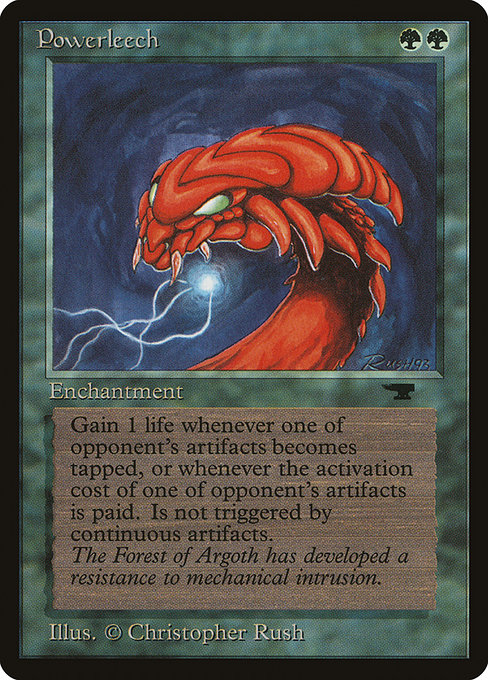 Powerleech
RUSH 93
Enchantment
Gain 1 life whenever one of
opponent's artifacts becomes
tapped, or whenever the activation
cost of one of opponent's artifacts
is paid. Is not triggered by
continuous artifacts.
The Forest of Argoth has developed a
resistance to mechanical intrusion.
Illus. © Christopher Rush